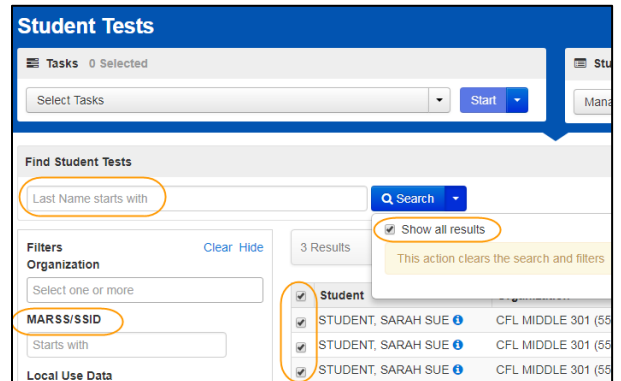 Student Tests
Tasks 0 Selected
Stu
Select Tasks
Start
Mana
Find Student Tests
Last Name starts with
Search
Show all results
This action clears the search and filters
Filters
Clear Hide
3 Results
Organization
Select one or more
Student
MARSS/SSID
STUDENT, SARAH SUE
CFL MIDDLE 301 (55
Starts with
STUDENT, SARAH SUE
CFL MIDDLE 301 (55
Local Use Data
STUDENT, SARAH SUE
CFL MIDDLE 301 (55